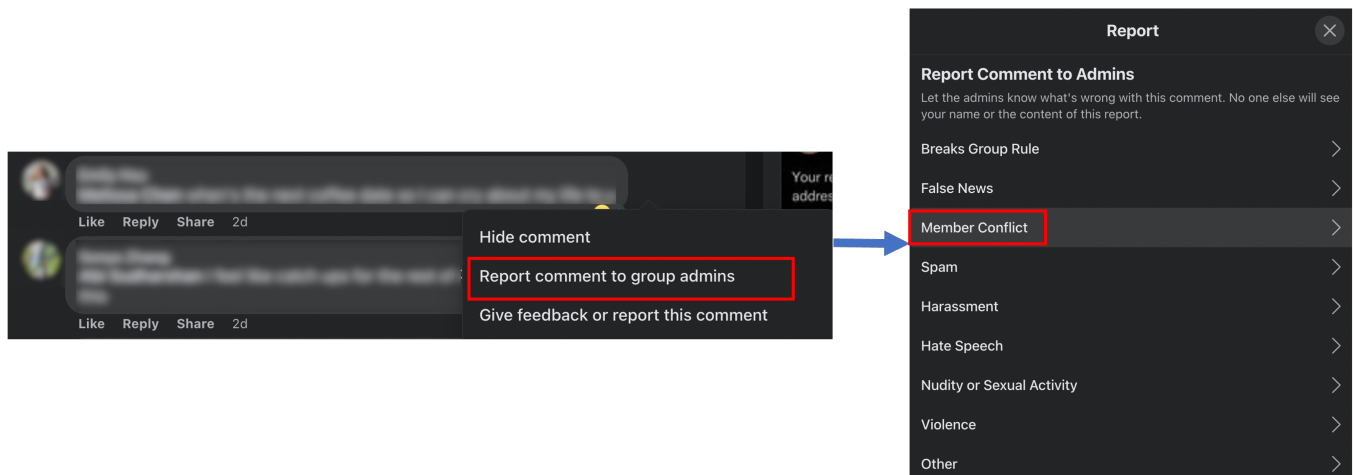 Like Reply Share 2d
Like Reply Share 2d
Your re
addres
Hide comment
Report comment to group admins
Give feedback or report this comment
Report
Report Comment to Admins
Let the admins know what's wrong with this comment. No one else will see
your name or the content of this report.
Breaks Group Rule
False News
Member Conflict
Spam
Harassment
Hate Speech
Nudity or Sexual Activity
Violence
Other